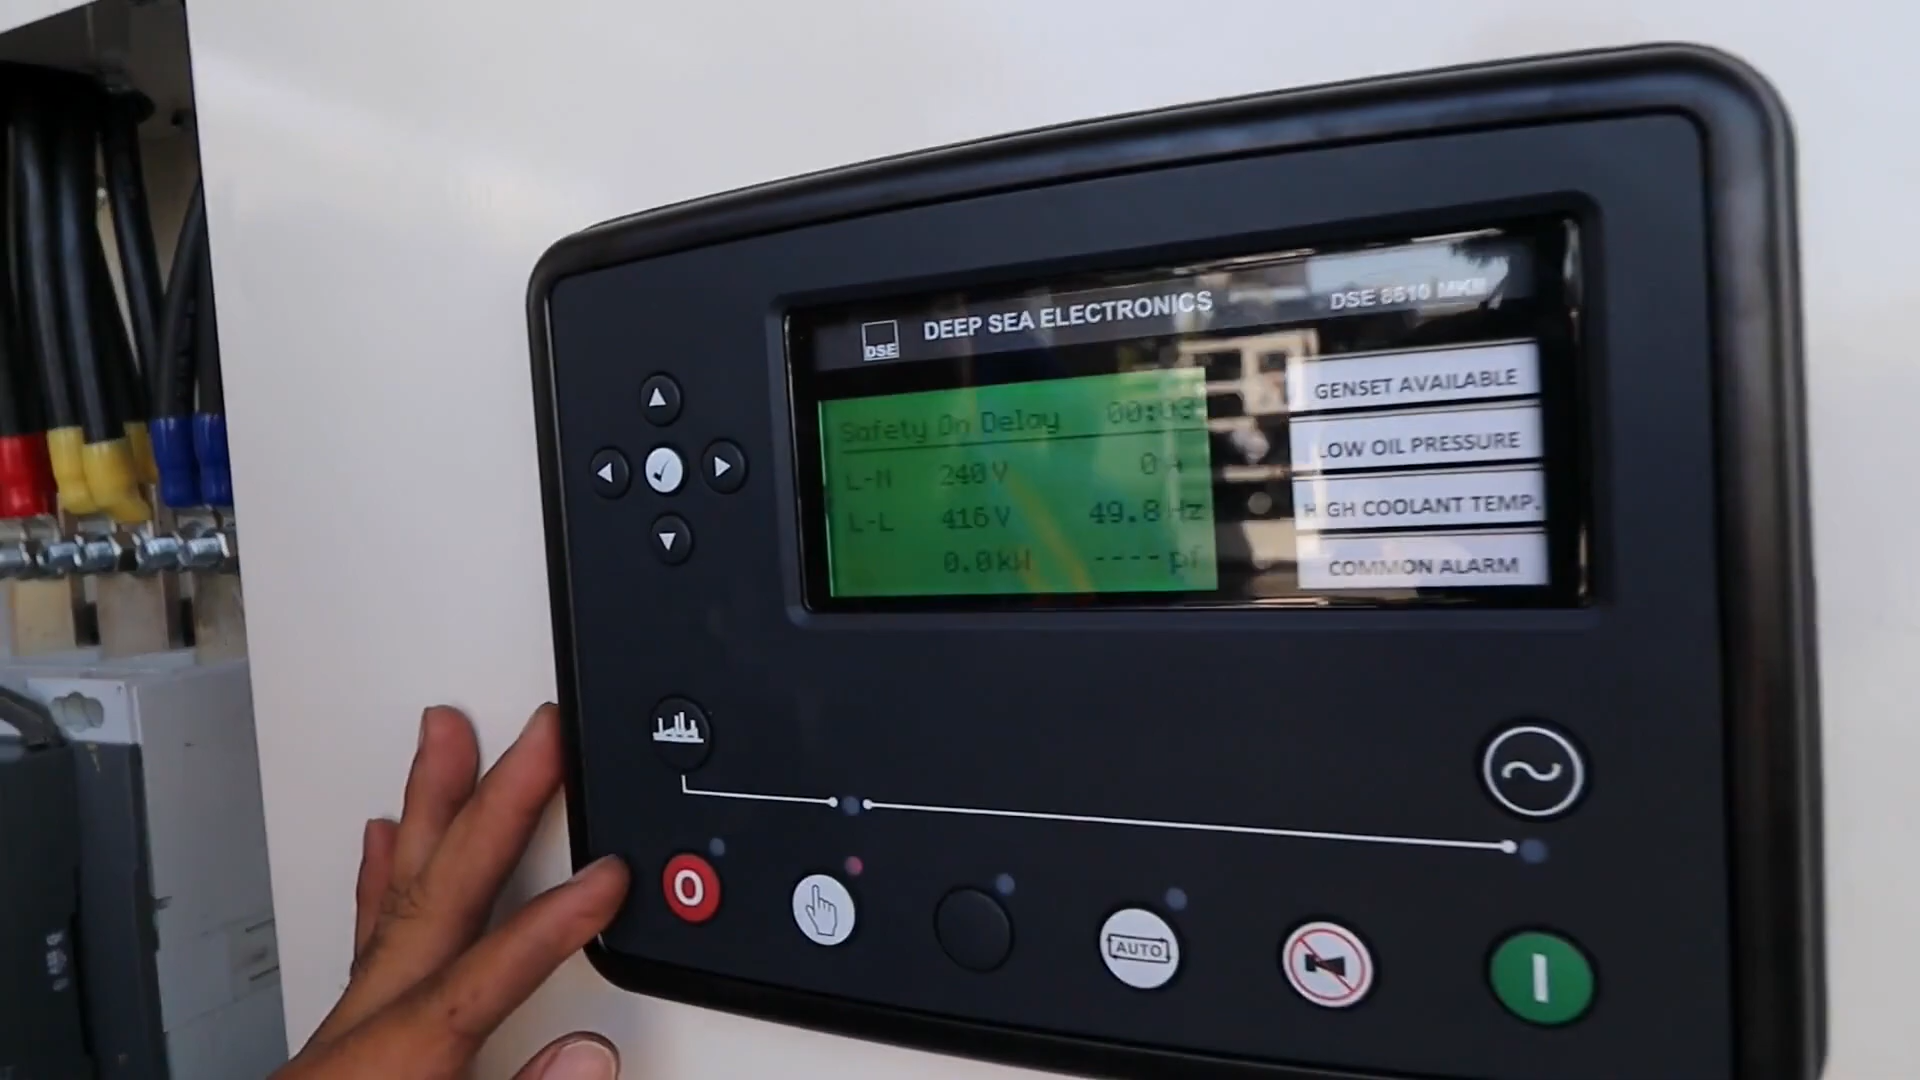 DSE
DEEP SEA ELECTRONICS
DSE 8610 MKII
Safety On Delay 00:03
L-N 240 V 0 A
L-L 416 V 49.8 Hz
0.0 kW ---- pf
GENSET AVAILABLE
LOW OIL PRESSURE
HIGH COOLANT TEMP.
COMMON ALARM
O
AUTO
I